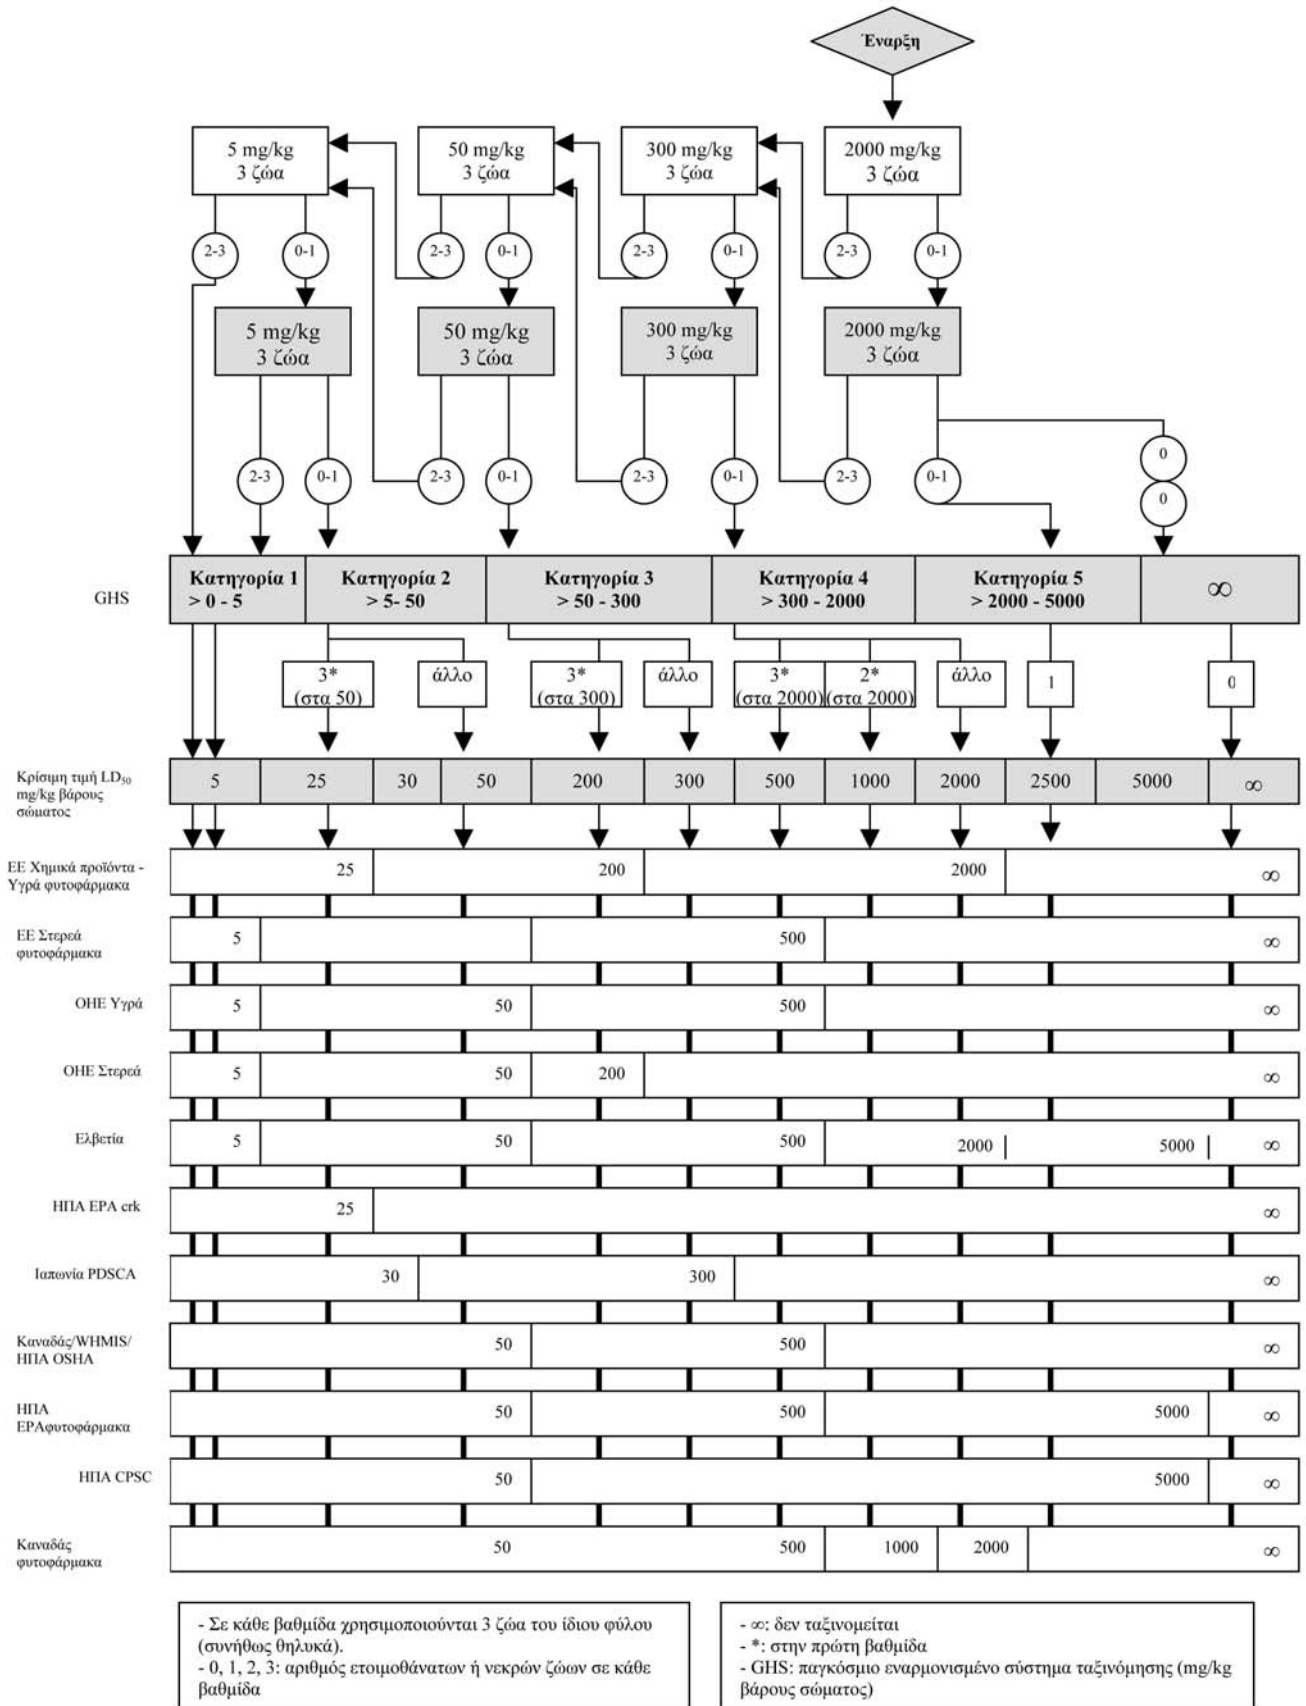 Έναρξη
5 mg/kg
3 ζώα
50 mg/kg
3 ζώα
300 mg/kg
3 ζώα
2000 mg/kg
3 ζώα
2-3
0-1
2-3
0-1
2-3
0-1
2-3
0-1
5 mg/kg
3 ζώα
50 mg/kg
3 ζώα
300 mg/kg
3 ζώα
2000 mg/kg
3 ζώα
2-3
0-1
2-3
0-1
2-3
0-1
2-3
0-1
0
0
GHS
Κατηγορία 1
> 0 - 5
Κατηγορία 2
> 5- 50
Κατηγορία 3
> 50 - 300
Κατηγορία 4
> 300 - 2000
Κατηγορία 5
> 2000 - 5000
∞
3*
(στα 50)
άλλο
3*
(στα 300)
άλλο
3*
(στα 2000)
2*
(στα 2000)
άλλο
1
0
Κρίσιμη τιμή LD₅₀
mg/kg βάρους
σώματος
5 25 30 50 200 300 500 1000 2000 2500 5000 ∞
ΕΕ Χημικά προϊόντα -
Υγρά φυτοφάρμακα
25 200 2000 ∞
ΕΕ Στερεά
φυτοφάρμακα
5 500 ∞
ΟΗΕ Υγρά
5 50 500 ∞
ΟΗΕ Στερεά
5 50 200 ∞
Ελβετία
5 50 500 2000 5000 ∞
ΗΠΑ EPA crk
25 ∞
Ιαπωνία PDSCA
30 300 ∞
Καναδάς/WHMIS/
ΗΠΑ OSHA
50 500 ∞
ΗΠΑ
EPAφυτοφάρμακα
50 500 5000 ∞
ΗΠΑ CPSC
50 5000 ∞
Καναδάς
φυτοφάρμακα
50 500 1000 2000 ∞
- Σε κάθε βαθμίδα χρησιμοποιούνται 3 ζώα του ίδιου φύλου
(συνήθως θηλυκά).
- 0, 1, 2, 3: αριθμός ετοιμοθάνατων ή νεκρών ζώων σε κάθε
βαθμίδα
- ∞: δεν ταξινομείται
- *: στην πρώτη βαθμίδα
- GHS: παγκόσμιο εναρμονισμένο σύστημα ταξινόμησης (mg/kg
βάρους σώματος)